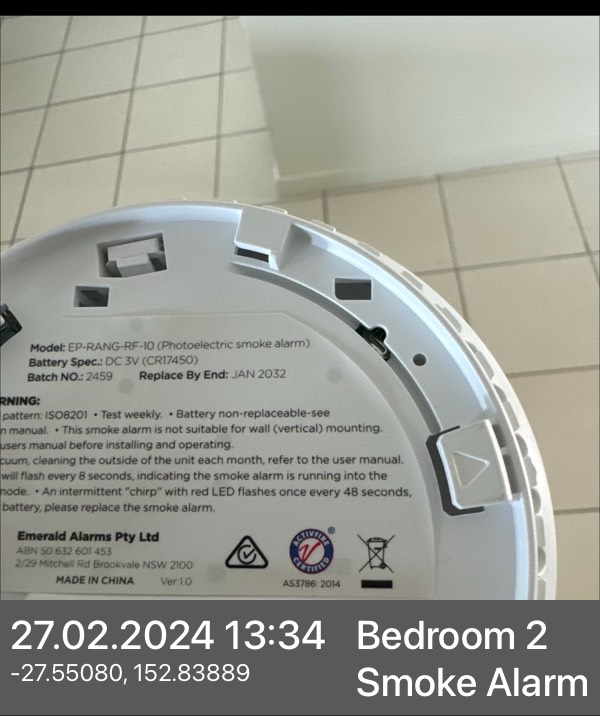 Model: EP-RANG-RF-10 (Photoelectric smoke alarm)
Battery Spec.: DC 3V (CR17450)
Batch NO.: 2459 Replace By End: JAN 2032
RNING:
pattern: ISO8201 • Test weekly. • Battery non-replaceable-see
n manual. • This smoke alarm is not suitable for wall (vertical) mounting.
users manual before installing and operating.
cuum, cleaning the outside of the unit each month, refer to the user manual.
will flash every 8 seconds, indicating the smoke alarm is running into the
mode. • An intermittent "chirp" with red LED flashes once every 48 seconds,
battery, please replace the smoke alarm.
Emerald Alarms Pty Ltd
ABN 50 632 601 453
2/29 Mitchell Rd Brookvale NSW 2100
MADE IN CHINA Ver:1.0
ACTIVFIRE
CERTIFIED
®
AS3786: 2014
27.02.2024 13:34
-27.55080, 152.83889
Bedroom 2
Smoke Alarm